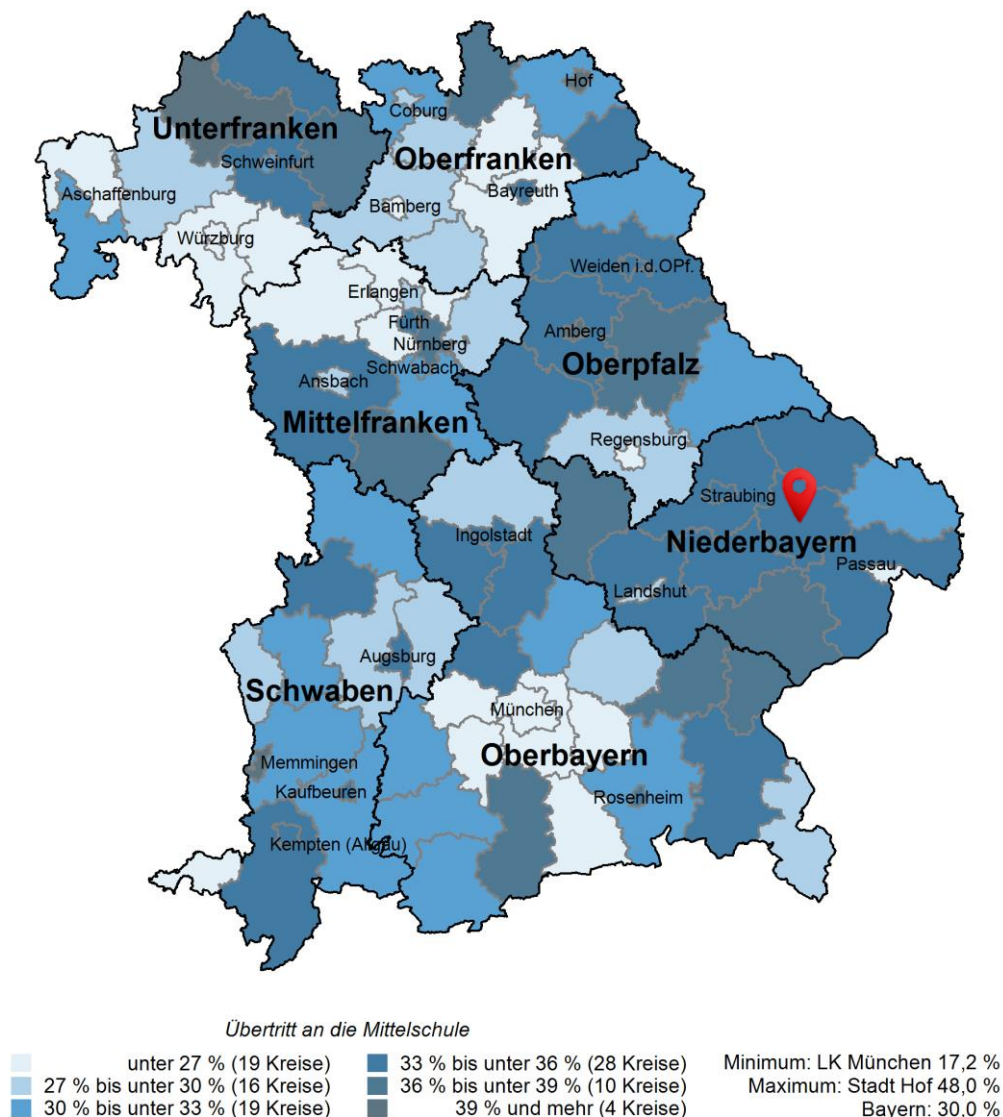 Hof
Coburg
Unterfranken
Oberfranken
Schweinfurt
Aschaffenburg
Bayreuth
Bamberg
Würzburg
Weiden i.d.OPf.
Erlangen
Fürth
Amberg
Nürnberg
Oberpfalz
Schwabach
Ansbach
Mittelfranken
Regensburg
Straubing
Ingolstadt
Niederbayern
Passau
Landshut
Augsburg
Schwaben
München
Oberbayern
Memmingen
Kaufbeuren
Rosenheim
Kempten (Allgäu)
Übertritt an die Mittelschule
unter 27 % (19 Kreise)
27 % bis unter 30 % (16 Kreise)
30 % bis unter 33 % (19 Kreise)
33 % bis unter 36 % (28 Kreise)
36 % bis unter 39 % (10 Kreise)
39 % und mehr (4 Kreise)
Minimum: LK München 17,2 %
Maximum: Stadt Hof 48,0 %
Bayern: 30,0 %